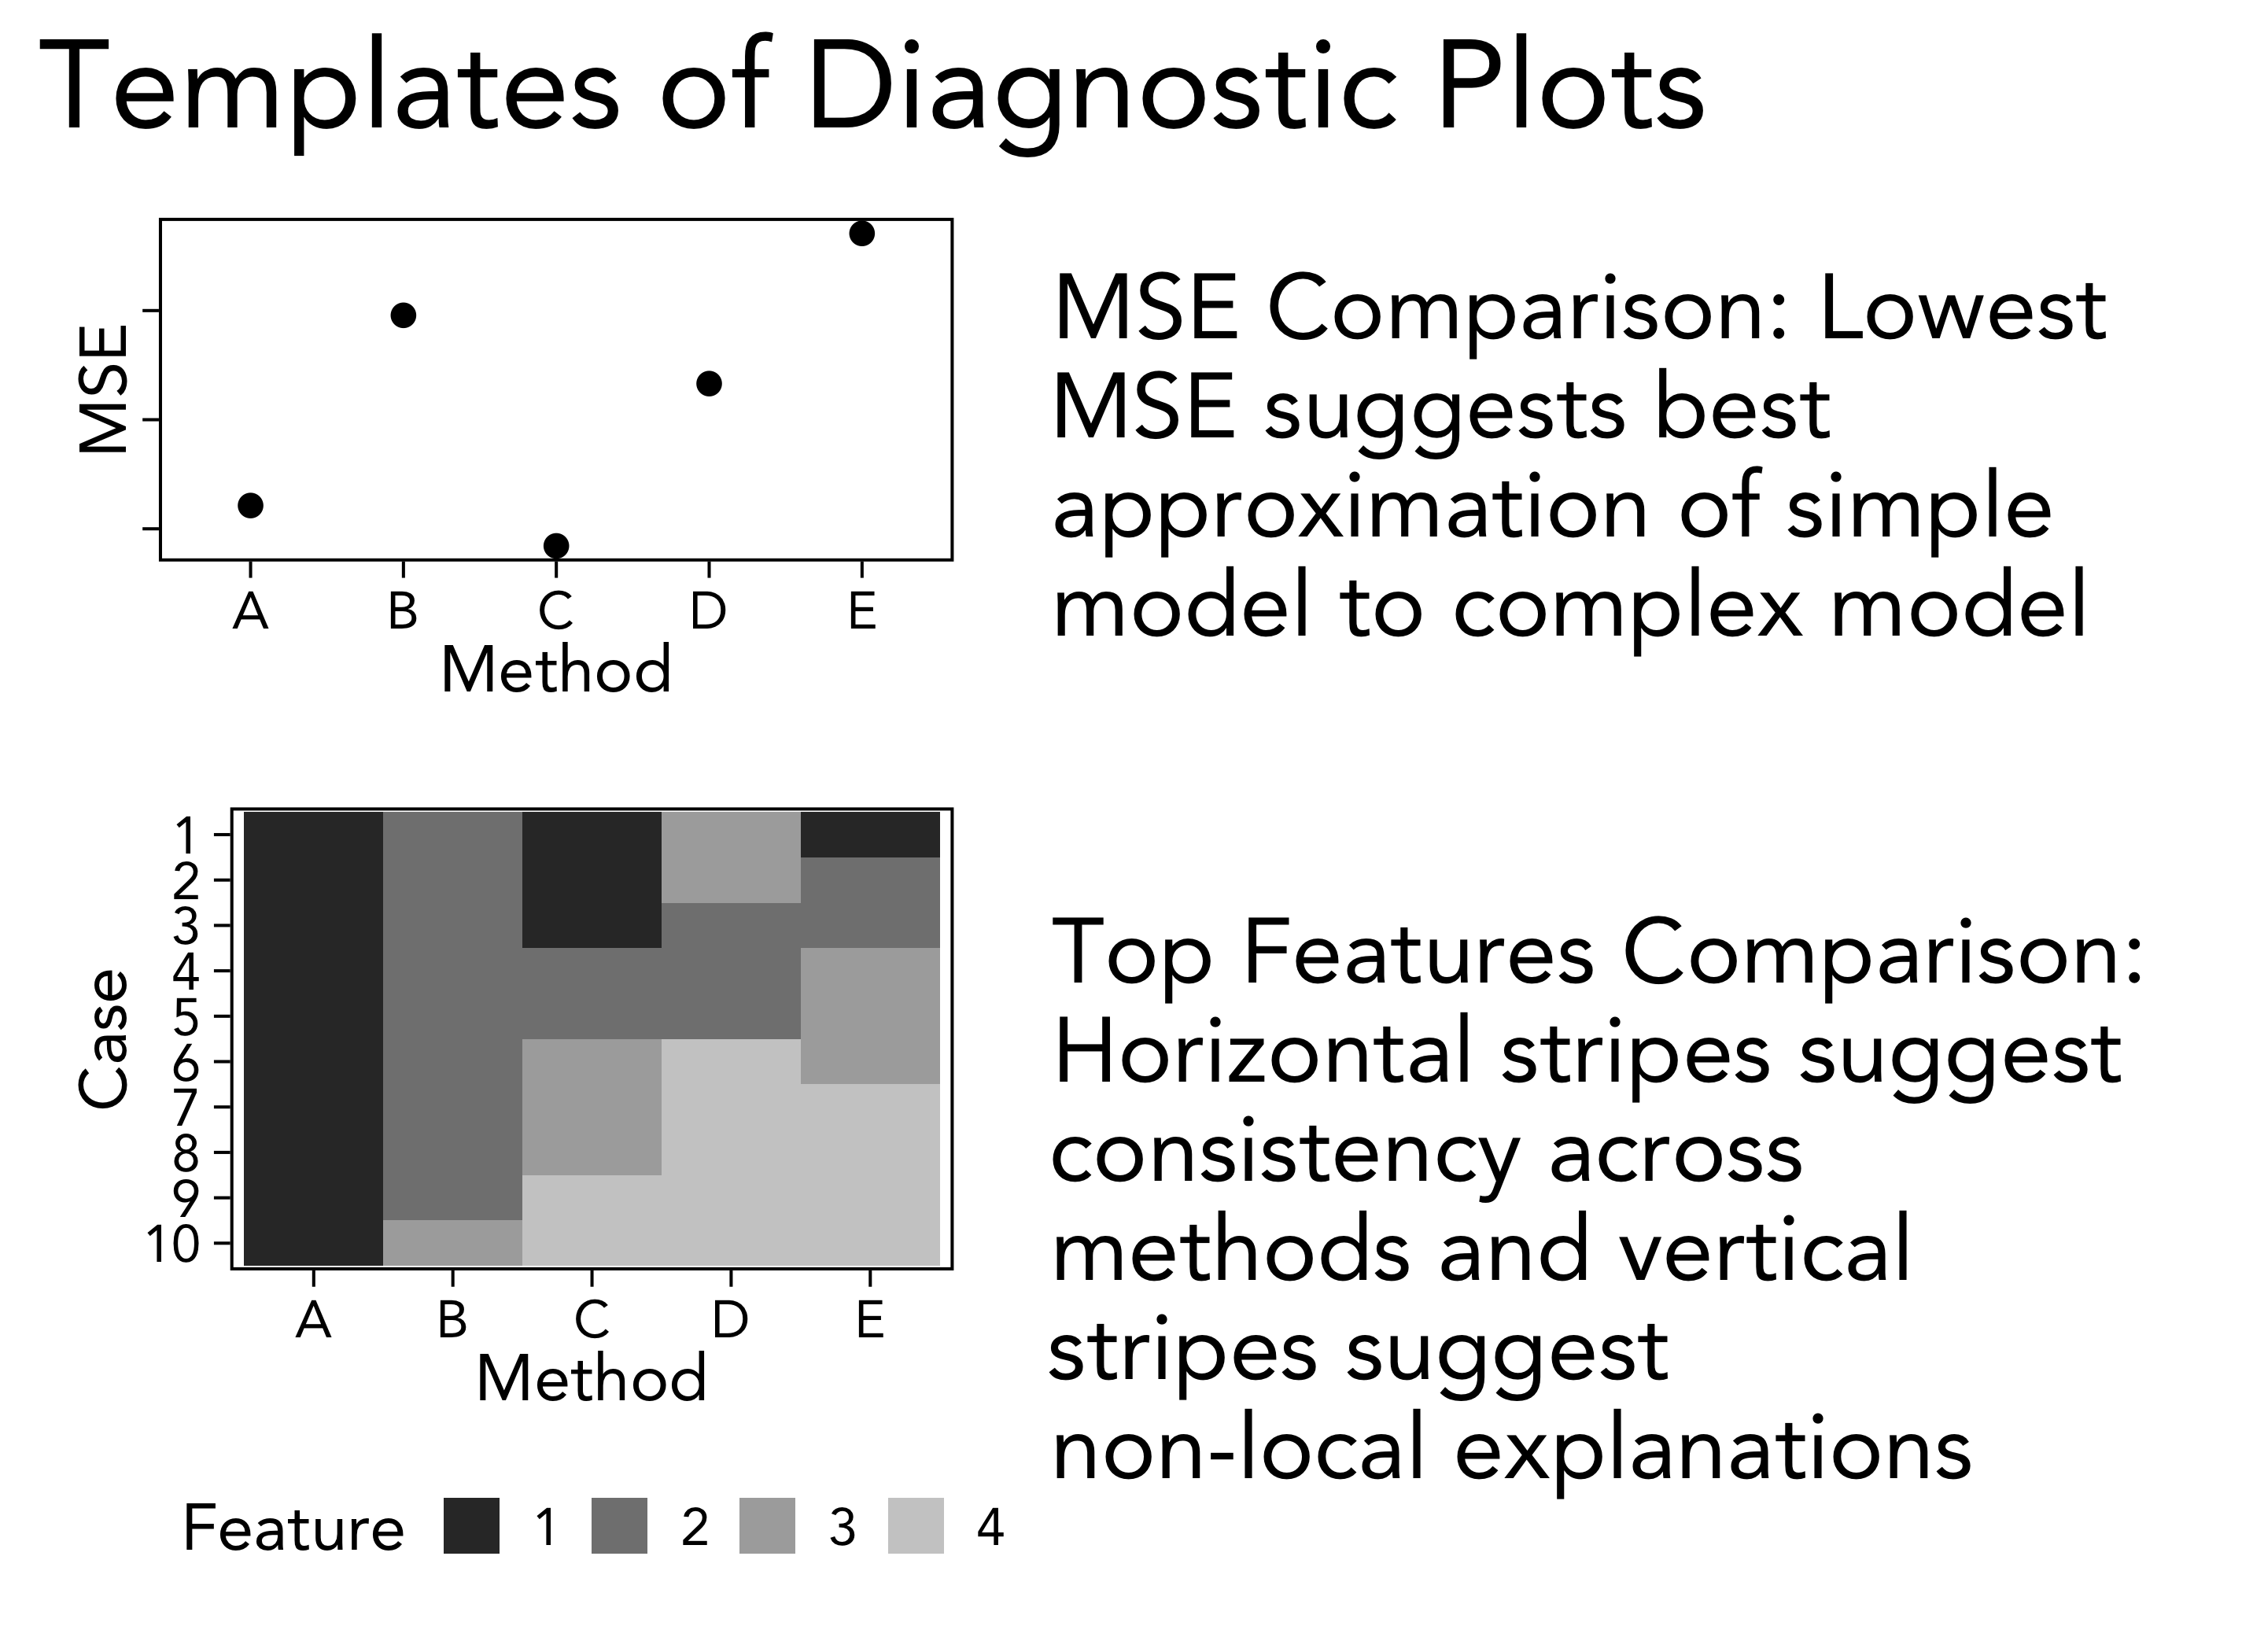 Templates of Diagnostic Plots
MSE
A B C D E
Method
MSE Comparison: Lowest
MSE suggests best
approximation of simple
model to complex model
Case
1
2
3
4
5
6
7
8
9
10
A B C D E
Method
Feature 1 2 3 4
Top Features Comparison:
Horizontal stripes suggest
consistency across
methods and vertical
stripes suggest
non-local explanations